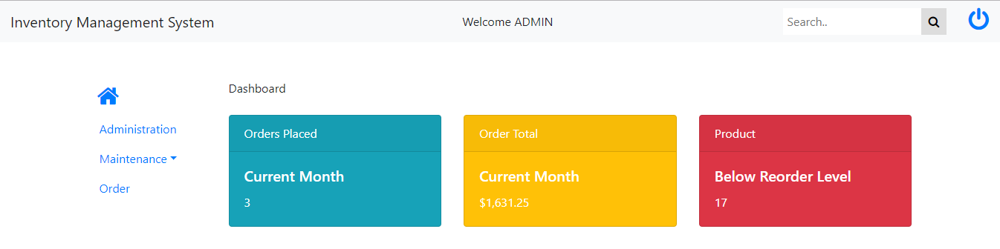 Inventory Management System
Welcome ADMIN
Search..
Dashboard
Administration
Maintenance
Order
Orders Placed
Current Month
3
Order Total
Current Month
$1,631.25
Product
Below Reorder Level
17